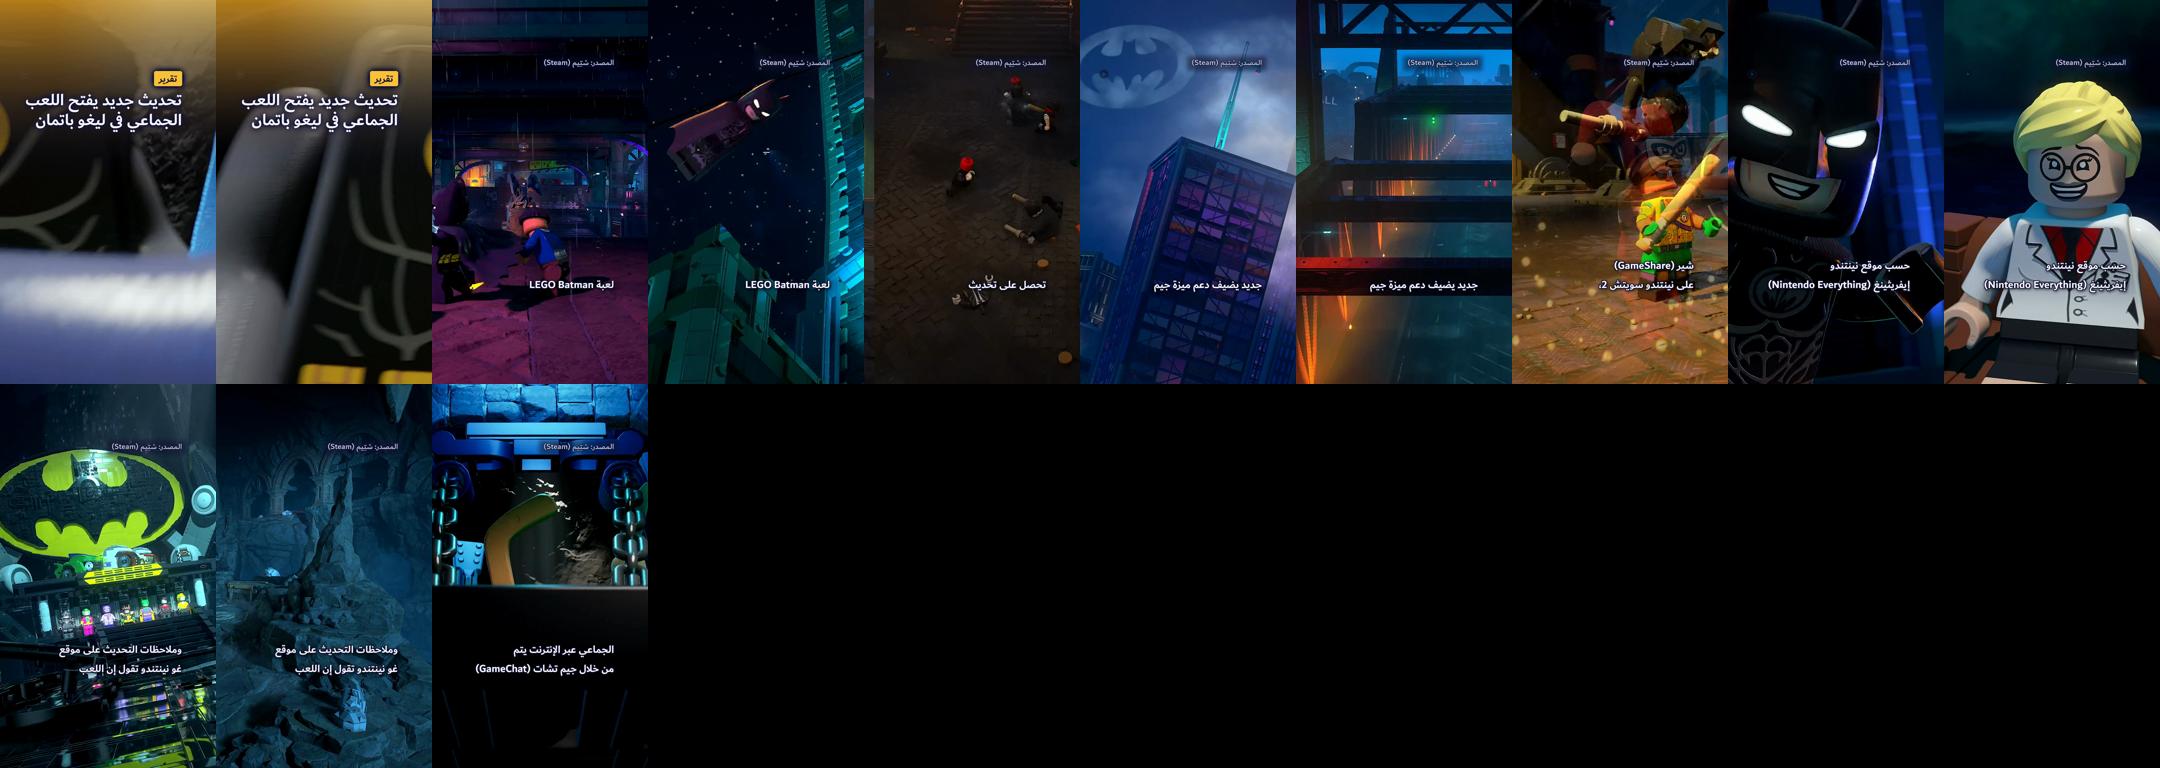 تقرير
تحديث جديد يفتح اللعب
الجماعي في ليغو باتمان
تقرير
تحديث جديد يفتح اللعب
الجماعي في ليغو باتمان
المصدر: ستيم (Steam)
لعبة LEGO Batman
المصدر: ستيم (Steam)
لعبة LEGO Batman
المصدر: ستيم (Steam)
تحصل على تحديث
المصدر: ستيم (Steam)
جديد يضيف دعم ميزة جيم
المصدر: ستيم (Steam)
جديد يضيف دعم ميزة جيم
المصدر: ستيم (Steam)
شير (GameShare)
على نينتندو سويتش 2،
المصدر: ستيم (Steam)
حسب موقع نينتندو
إيفريثينغ (Nintendo Everything)
المصدر: ستيم (Steam)
حسب موقع نينتندو
إيفريثينغ (Nintendo Everything)
المصدر: ستيم (Steam)
وملاحظات التحديث على موقع
غو نينتندو تقول إن اللعب
المصدر: ستيم (Steam)
وملاحظات التحديث على موقع
غو نينتندو تقول إن اللعب
المصدر: ستيم (Steam)
الجماعي عبر الإنترنت يتم
من خلال جيم تشات (GameChat)